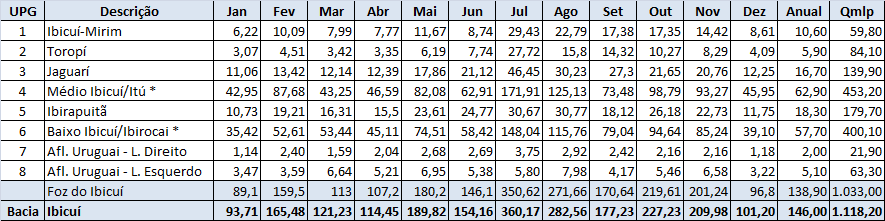 UPG Descrição Jan Fev Mar Abr Mai Jun Jul Ago Set Out Nov Dez Anual Qmlp
1 Ibicuí-Mirim 6,22 10,09 7,99 7,77 11,67 8,74 29,43 22,79 17,38 17,35 14,42 8,61 10,60 59,80
2 Toropí 3,07 4,51 3,42 3,35 6,19 7,74 27,72 15,8 14,32 10,27 8,29 4,09 5,90 84,10
3 Jaguarí 11,06 13,42 12,14 12,39 17,86 21,12 46,45 30,23 27,3 21,65 20,76 12,25 16,70 139,90
4 Médio Ibicuí/Itú * 42,95 87,68 43,25 46,59 82,08 62,91 171,91 125,13 73,48 98,79 93,27 45,95 62,90 453,20
5 Ibirapuitã 10,73 19,21 16,31 15,5 23,61 24,77 30,67 30,77 18,12 26,18 22,73 11,75 18,30 179,70
6 Baixo Ibicuí/Ibirocai * 35,42 52,61 53,44 45,11 74,51 58,42 148,04 115,76 79,04 94,64 85,24 39,10 57,70 400,10
7 Afl. Uruguai - L. Direito 1,14 2,40 1,59 2,04 2,68 2,69 3,75 2,92 2,42 2,16 2,16 1,18 2,00 21,90
8 Afl. Uruguai - L. Esquerdo 3,47 3,59 6,64 5,21 6,95 5,38 5,80 7,98 4,17 5,46 6,58 3,22 5,10 63,30
Foz do Ibicuí 89,1 159,5 113 107,2 180,2 146,1 350,62 271,66 170,64 219,61 201,24 96,8 138,90 1.033,00
Bacia Ibicuí 93,71 165,48 121,23 114,45 189,82 154,16 360,17 282,56 177,23 227,23 209,98 101,20 146,00 1.118,20